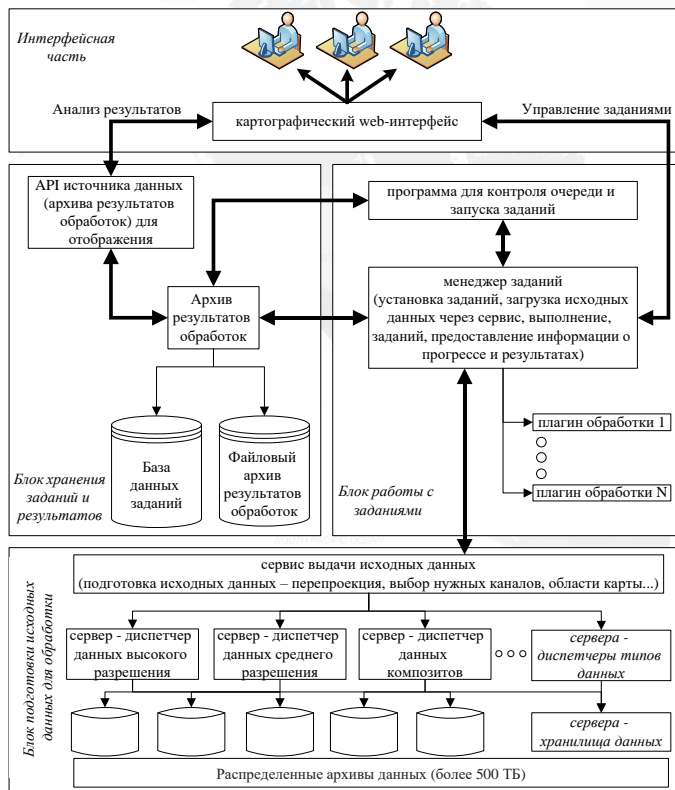 Интерфейсная
часть
Анализ результатов
Управление заданиями
картографический web-интерфейс
API источника данных
(архива результатов
обработок) для
отображения
программа для контроля очереди и
запуска заданий
Архив
результатов
обработок
менеджер заданий
(установка заданий, загрузка исходных
данных через сервис, выполнение,
заданий, предоставление информации о
прогрессе и результатах)
плагин обработки 1
плагин обработки N
База
данных
заданий
Файловый
архив
результатов
обработок
Блок хранения
заданий и
результатов
Блок работы с
заданиями
SOUTH PACIFIC OCEAN
Блок подготовки исходных
данных для обработки
сервис выдачи исходных данных
(подготовка исходных данных – перепроекция, выбор нужных каналов, области карты...)
сервер - диспетчер
данных высокого
разрешения
сервер - диспетчер
данных среднего
разрешения
сервер - диспетчер
данных
композитов
сервера -
диспетчеры типов
данных
сервера -
хранилища данных
Распределенные архивы данных (более 500 ТБ)